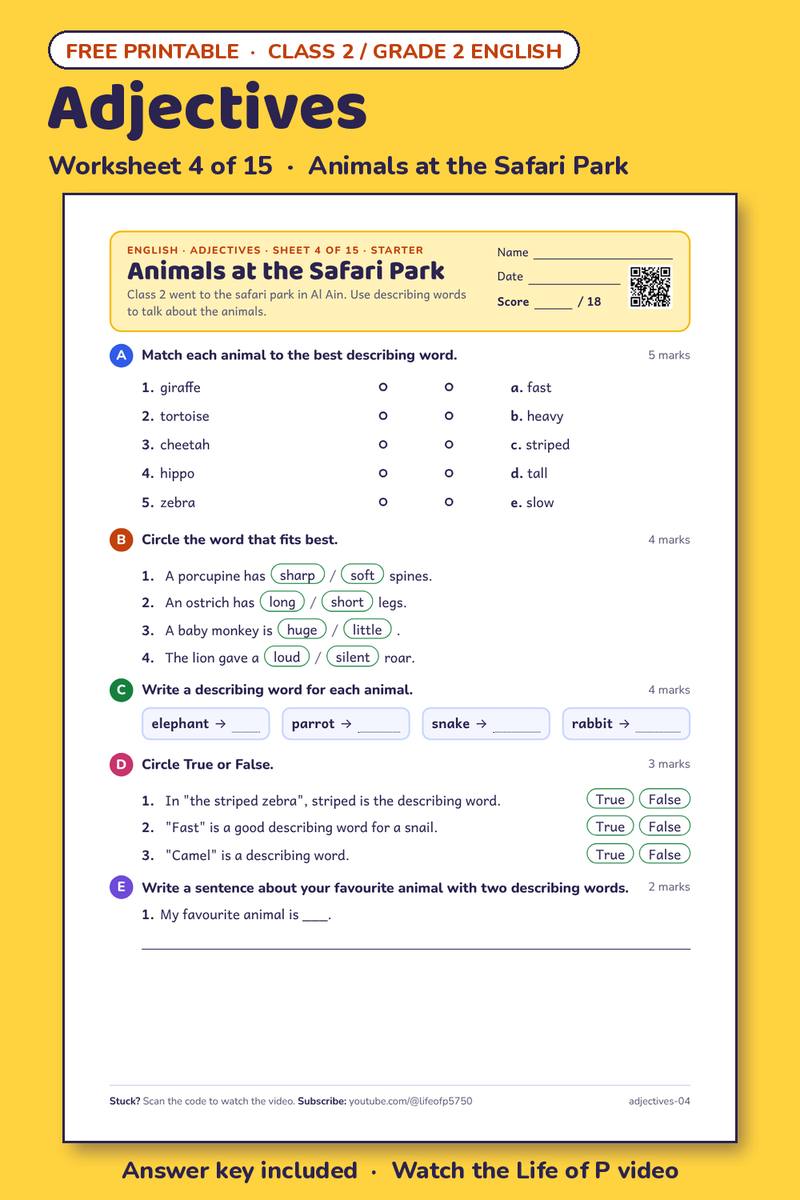 FREE PRINTABLE · CLASS 2 / GRADE 2 ENGLISH
Adjectives
Worksheet 4 of 15 · Animals at the Safari Park
ENGLISH · ADJECTIVES · SHEET 4 OF 15 · STARTER
Animals at the Safari Park
Class 2 went to the safari park in Al Ain. Use describing words
to talk about the animals.
Name ____
Date ____
Score ____ / 18
A Match each animal to the best describing word. 5 marks
1. giraffe a. fast
2. tortoise b. heavy
3. cheetah c. striped
4. hippo d. tall
5. zebra e. slow
B Circle the word that fits best. 4 marks
1. A porcupine has sharp / soft spines.
2. An ostrich has long / short legs.
3. A baby monkey is huge / little .
4. The lion gave a loud / silent roar.
C Write a describing word for each animal. 4 marks
elephant → ____ parrot → ____ snake → ____ rabbit → ____
D Circle True or False. 3 marks
1. In "the striped zebra", striped is the describing word. True False
2. "Fast" is a good describing word for a snail. True False
3. "Camel" is a describing word. True False
E Write a sentence about your favourite animal with two describing words. 2 marks
1. My favourite animal is ___.
Stuck? Scan the code to watch the video. Subscribe: youtube.com/@lifeofp5750 adjectives-04
Answer key included · Watch the Life of P video